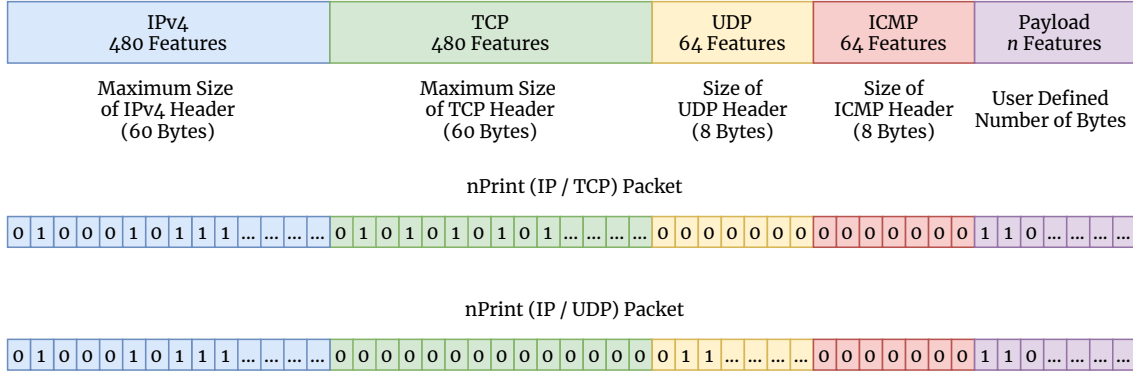 IPv4
480 Features
TCP
480 Features
UDP
64 Features
ICMP
64 Features
Payload
n Features
Maximum Size
of IPv4 Header
(60 Bytes)
Maximum Size
of TCP Header
(60 Bytes)
Size of
UDP Header
(8 Bytes)
Size of
ICMP Header
(8 Bytes)
User Defined
Number of Bytes
nPrint (IP / TCP) Packet
0 1 0 0 0 1 0 1 1 1 ... ... ... ... 0 1 0 1 0 1 0 1 0 1 ... ... ... ... 0 0 0 0 0 0 0 0 0 0 0 0 0 0 1 1 0 ... ... ... ...
nPrint (IP / UDP) Packet
0 1 0 0 0 1 0 1 1 1 ... ... ... ... 0 0 0 0 0 0 0 0 0 0 0 0 0 0 0 1 1 ... ... ... ... 0 0 0 0 0 0 0 1 1 0 ... ... ... ...